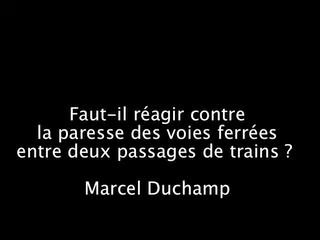 Faut-il réagir contre
la paresse des voies ferrées
entre deux passages de trains ?
Marcel Duchamp